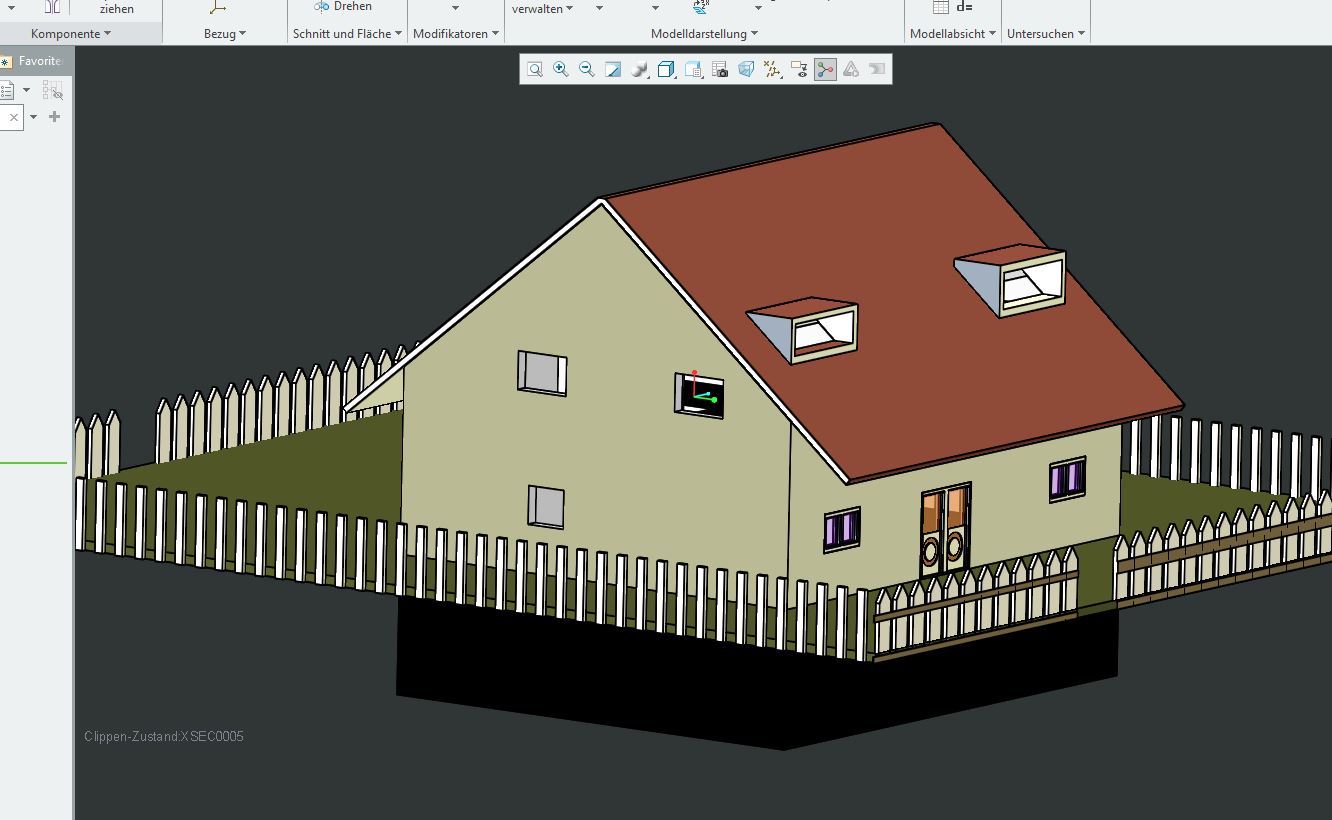 ziehen
Drehen
verwalten
d=
Komponente
Bezug
Schnitt und Fläche
Modifikatoren
Modelldarstellung
Modellabsicht
Untersuchen
Favorite
Clippen-Zustand:XSEC0005